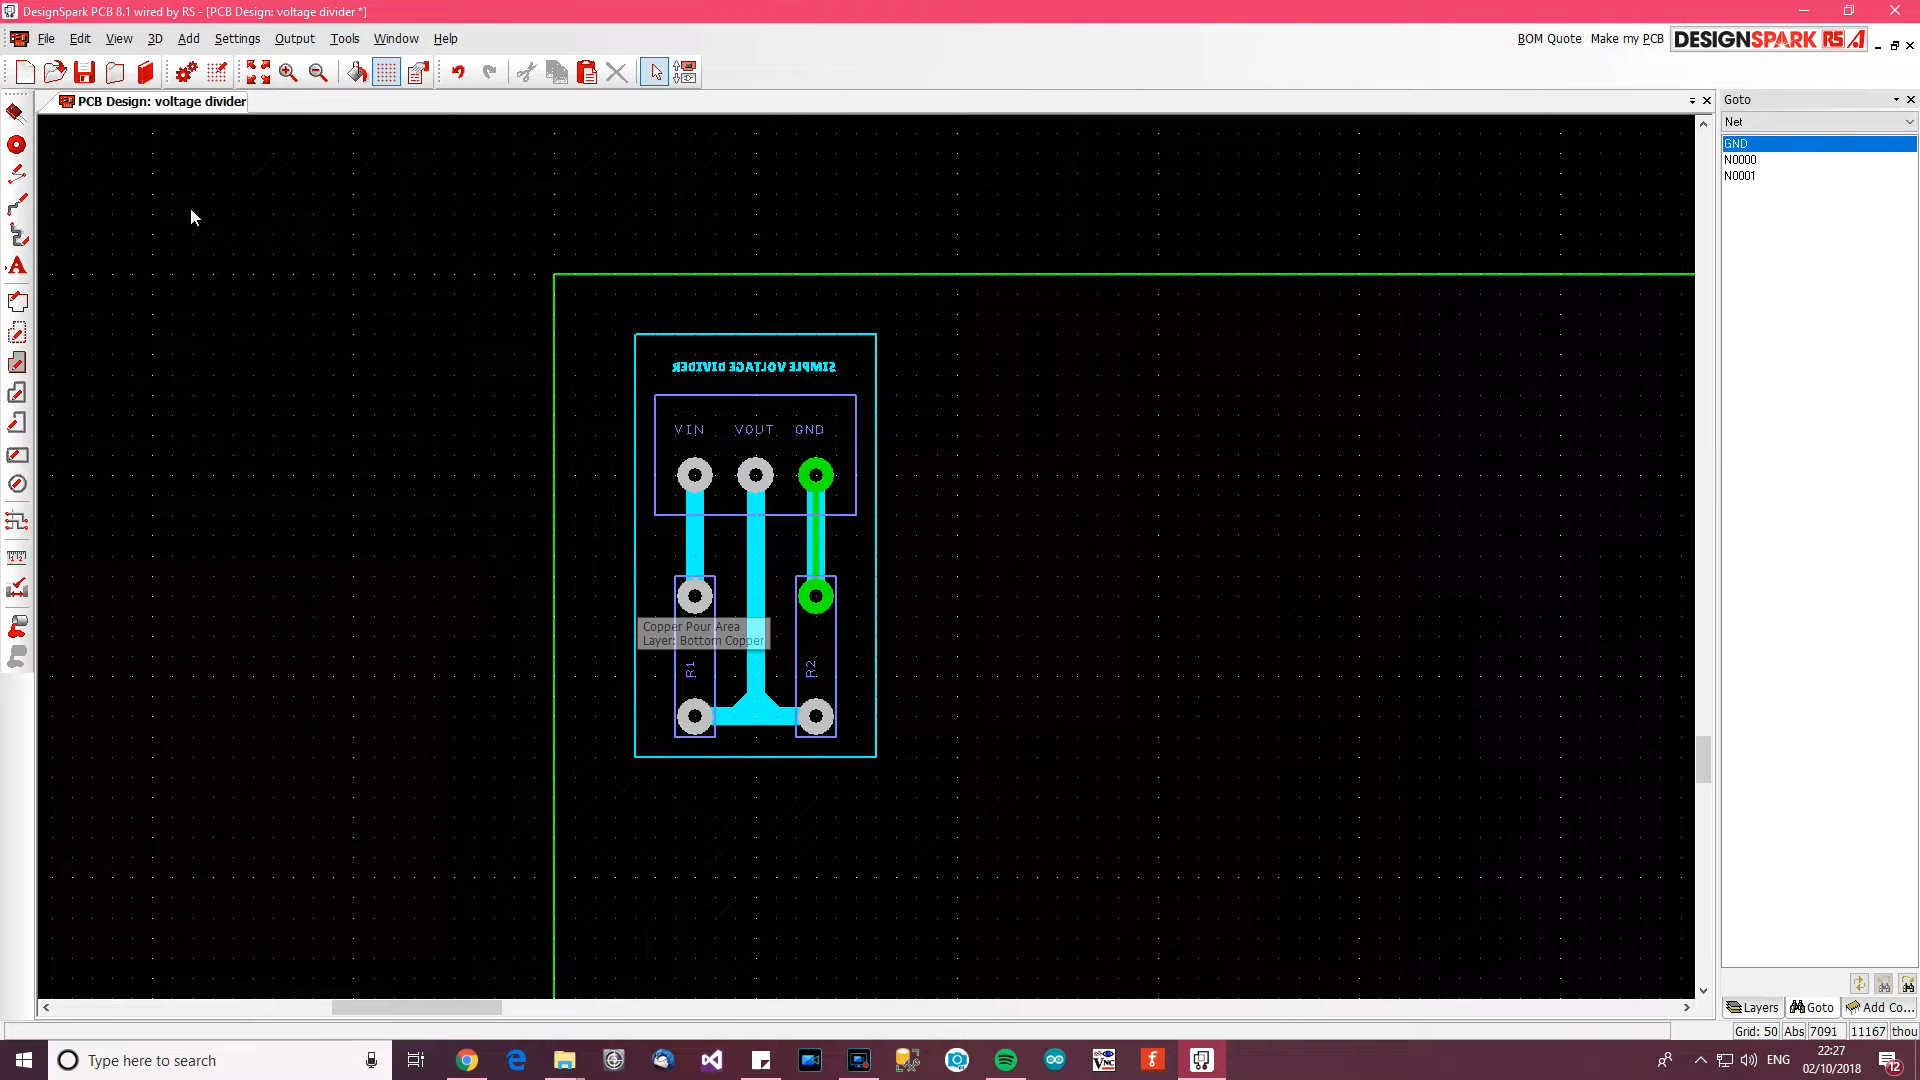 DesignSpark PCB 8.1 wired by RS - [PCB Design: voltage divider *]
File Edit View 3D Add Settings Output Tools Window Help
BOM Quote Make my PCB DESIGNSPARK RS
PCB Design: voltage divider
Goto
Net
GND
N0000
N0001
SIMPLE VOLTAGE DIVIDER
VIN VOUT GND
Copper Pour Area
Layer: Bottom Copper
R1 R2
Layers Goto Add Co...
Grid: 50 Abs 7091 11167 thou
Type here to search
ENG
22:27
02/10/2018
12